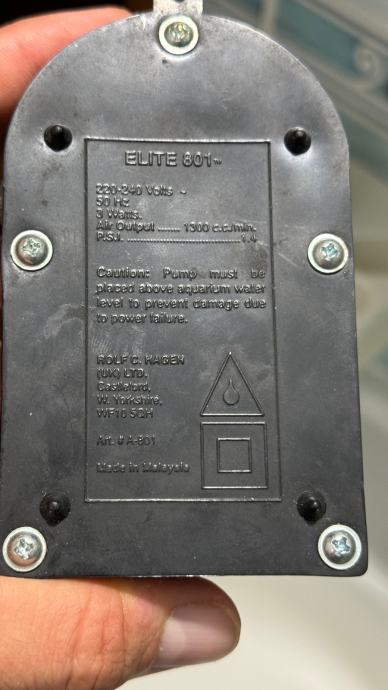 ELITE 801™
220-240 Volts ~
50 Hz
3 Watts.
Air Output ....... 1300 c.c./min.
P.S.I. ................................ 1.4
Caution: Pump must be
placed above aquarium water
level to prevent damage due
to power failure.
ROLF C. HAGEN
(UK) LTD.
Castleford,
W. Yorkshire,
WF10 5QH
Art. # A-801
Made in Malaysia